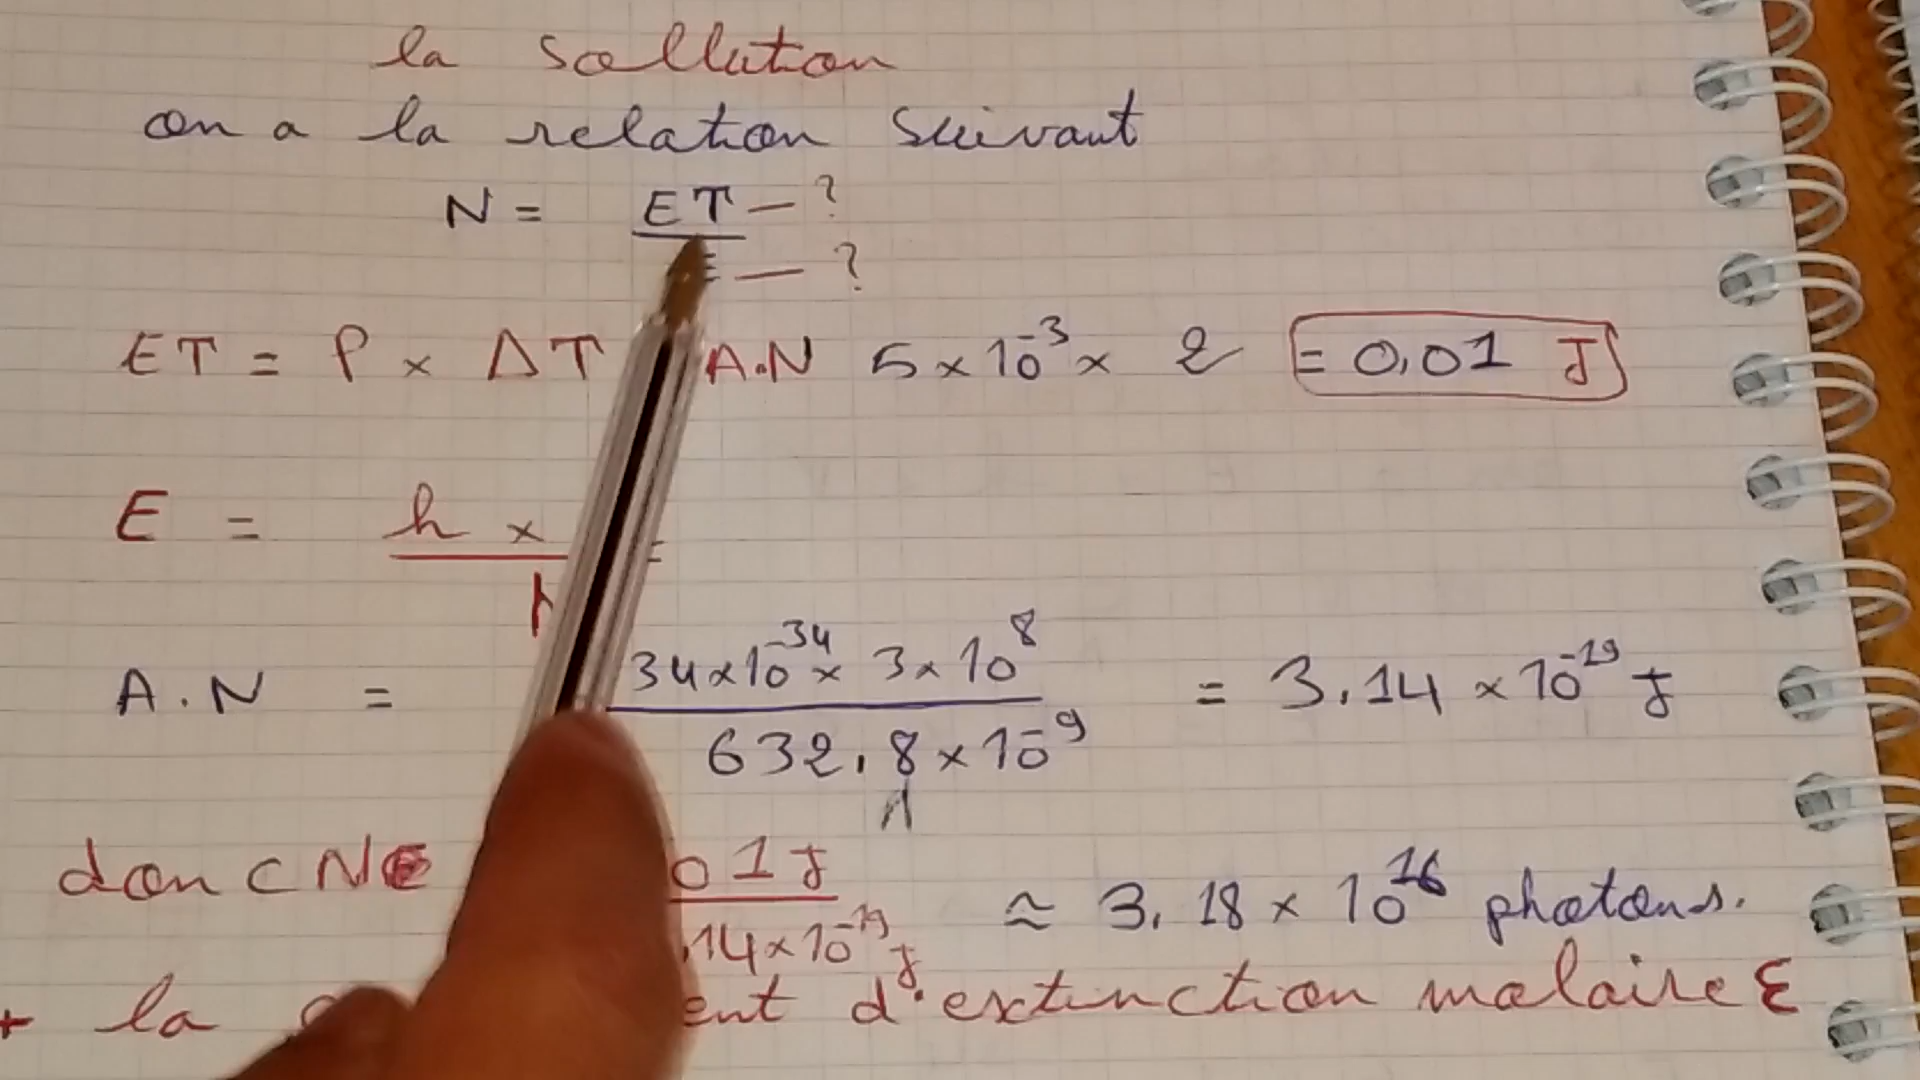 la sollution
on a la relation suivant
N = ET — ?
E — ?
ET = P × ΔT A.N 5×10⁻³× 2 = 0,01 J
E = h × =
A.N = 34×10⁻³⁴× 3×10⁸ = 3.14 ×10⁻¹⁹ J
632,8×10⁻⁹
donc N 01 J ≈ 3,18 × 10¹⁶ photons.
,14×10⁻¹⁹ J
+ la ent d'extinction molaire ε